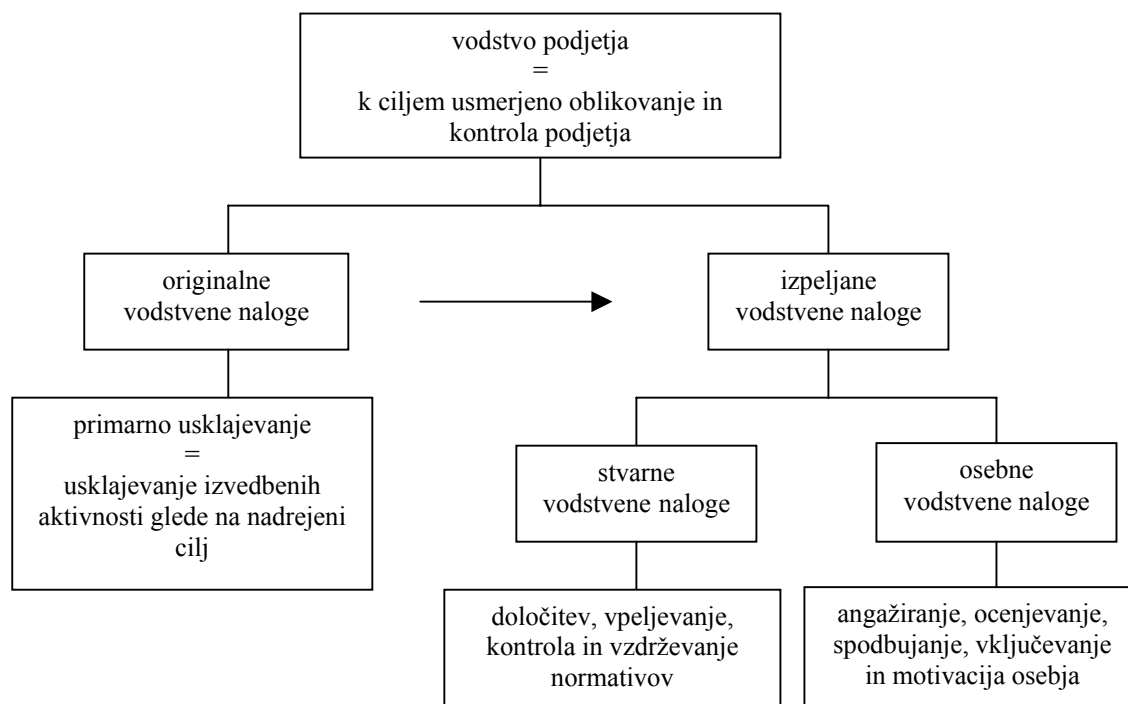 vodstvo podjetja
=
k ciljem usmerjeno oblikovanje in
kontrola podjetja
originalne
vodstvene naloge
izpeljane
vodstvene naloge
primarno usklajevanje
=
usklajevanje izvedbenih
aktivnosti glede na nadrejeni
cilj
stvarne
vodstvene naloge
osebne
vodstvene naloge
določitev, vpeljevanje,
kontrola in vzdrževanje
normativov
angažiranje, ocenjevanje,
spodbujanje, vključevanje
in motivacija osebja